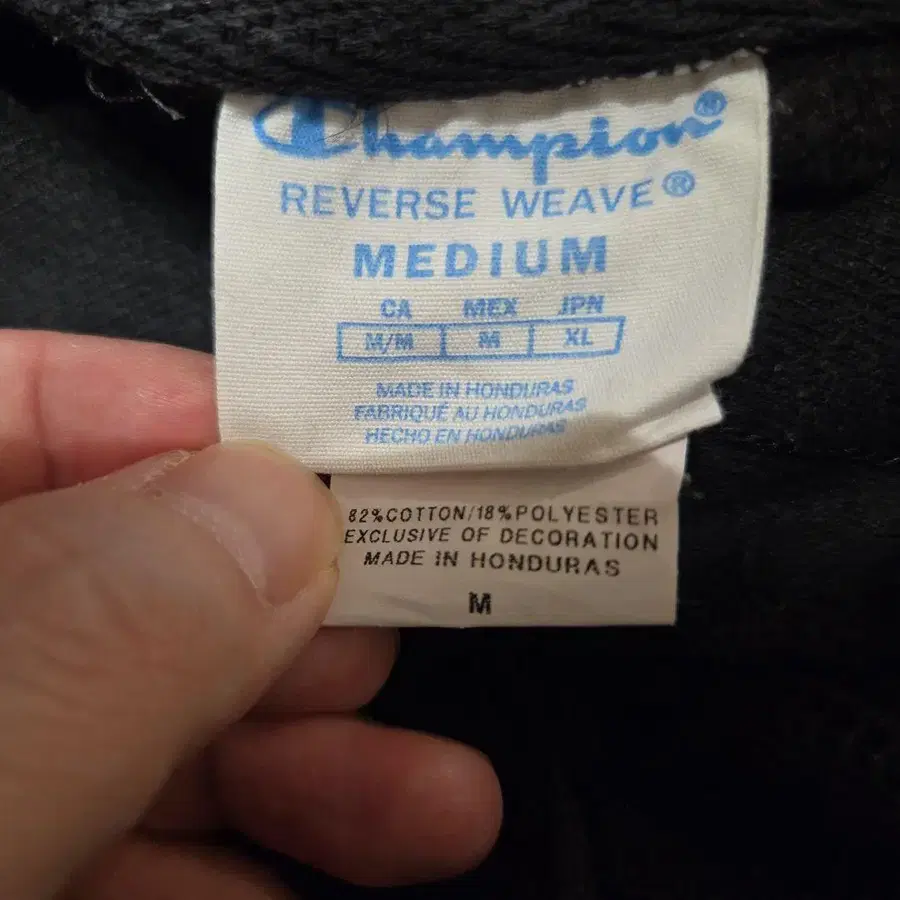 Champion®
REVERSE WEAVE®
MEDIUM
CA MEX JPN
M/M M XL
MADE IN HONDURAS
FABRIQUÉ AU HONDURAS
HECHO EN HONDURAS
82%COTTON/18%POLYESTER
EXCLUSIVE OF DECORATION
MADE IN HONDURAS
M